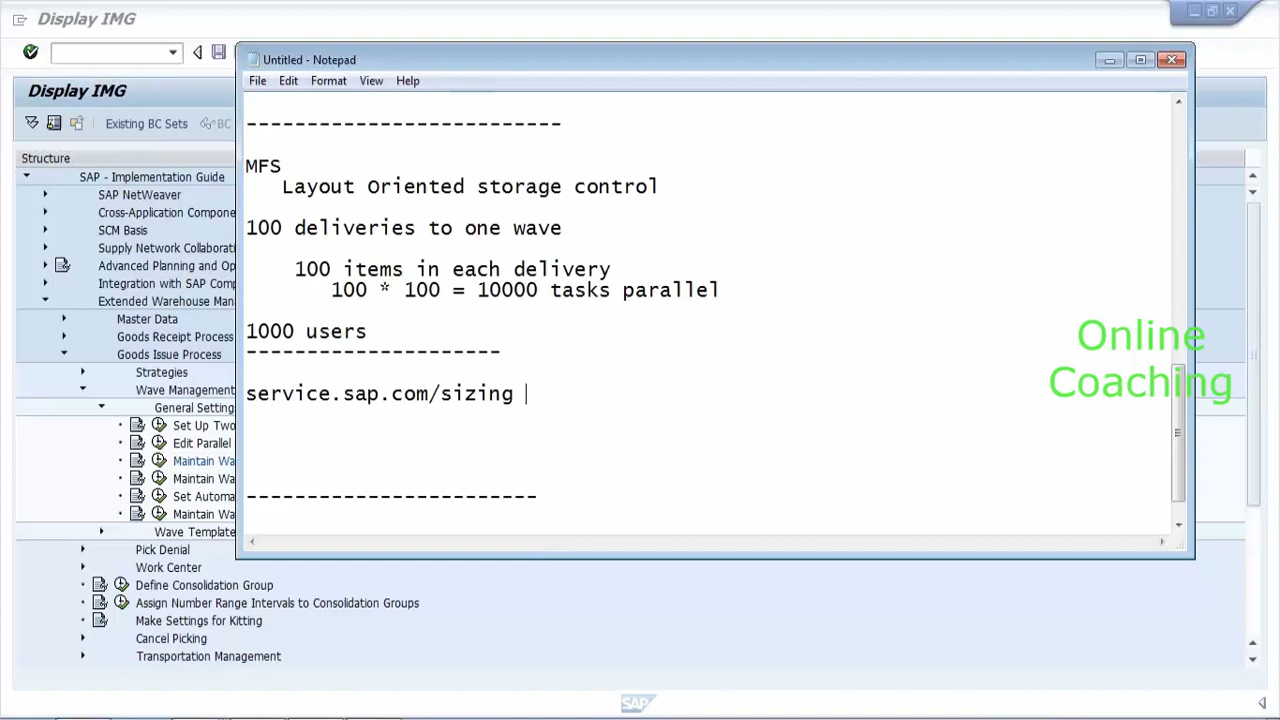 Display IMG
Untitled - Notepad
File Edit Format View Help
Display IMG
Existing BC Sets
BC
Structure
SAP - Implementation Guide
SAP NetWeaver
Cross-Application Compone
SCM Basis
Supply Network Collaborati
Advanced Planning and Op
Integration with SAP Comp
Extended Warehouse Man
Master Data
Goods Receipt Process
Goods Issue Process
Strategies
Wave Management
General Setting
Set Up Two
Edit Parallel
Maintain Wa
Maintain Wa
Set Automa
Maintain Wa
Wave Template
Pick Denial
Work Center
Define Consolidation Group
Assign Number Range Intervals to Consolidation Groups
Make Settings for Kitting
Cancel Picking
Transportation Management
--------------------------
MFS
Layout Oriented storage control
100 deliveries to one wave
100 items in each delivery
100 * 100 = 10000 tasks parallel
1000 users
---------------------
service.sap.com/sizing
------------------------
Online
Coaching
SAP